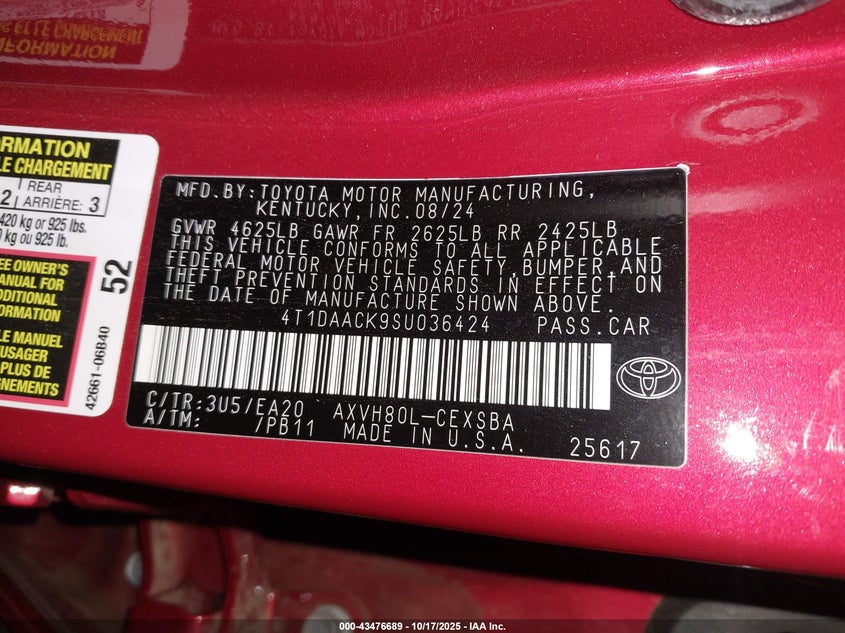 FORMATION
LE CHARGEMENT
2 REAR
ARRIÈRE: 3
420 kg or 925 lbs.
0 kg ou 925 lb.
EE OWNER'S
MANUAL FOR
ADDITIONAL
FORMATION
LE MANUEL
USAGER
PLUS DE
GNEMENTS
52
42661-06B40
MFD.BY:TOYOTA MOTOR MANUFACTURING,
KENTUCKY, INC.08/24
GVWR 4625LB GAWR FR 2625LB RR 2425LB
THIS VEHICLE CONFORMS TO ALL APPLICABLE
FEDERAL MOTOR VEHICLE SAFETY,BUMPER,AND
THEFT PREVENTION STANDARDS IN EFFECT ON
THE DATE OF MANUFACTURE SHOWN ABOVE.
4T1DAACK9SU036424 PASS.CAR
C/TR:3U5/EA20 AXVH80L-CEXSBA
A/TM: /PB11 MADE IN U.S.A. 25617
000-43476689 - 10/17/2025 - IAA Inc.